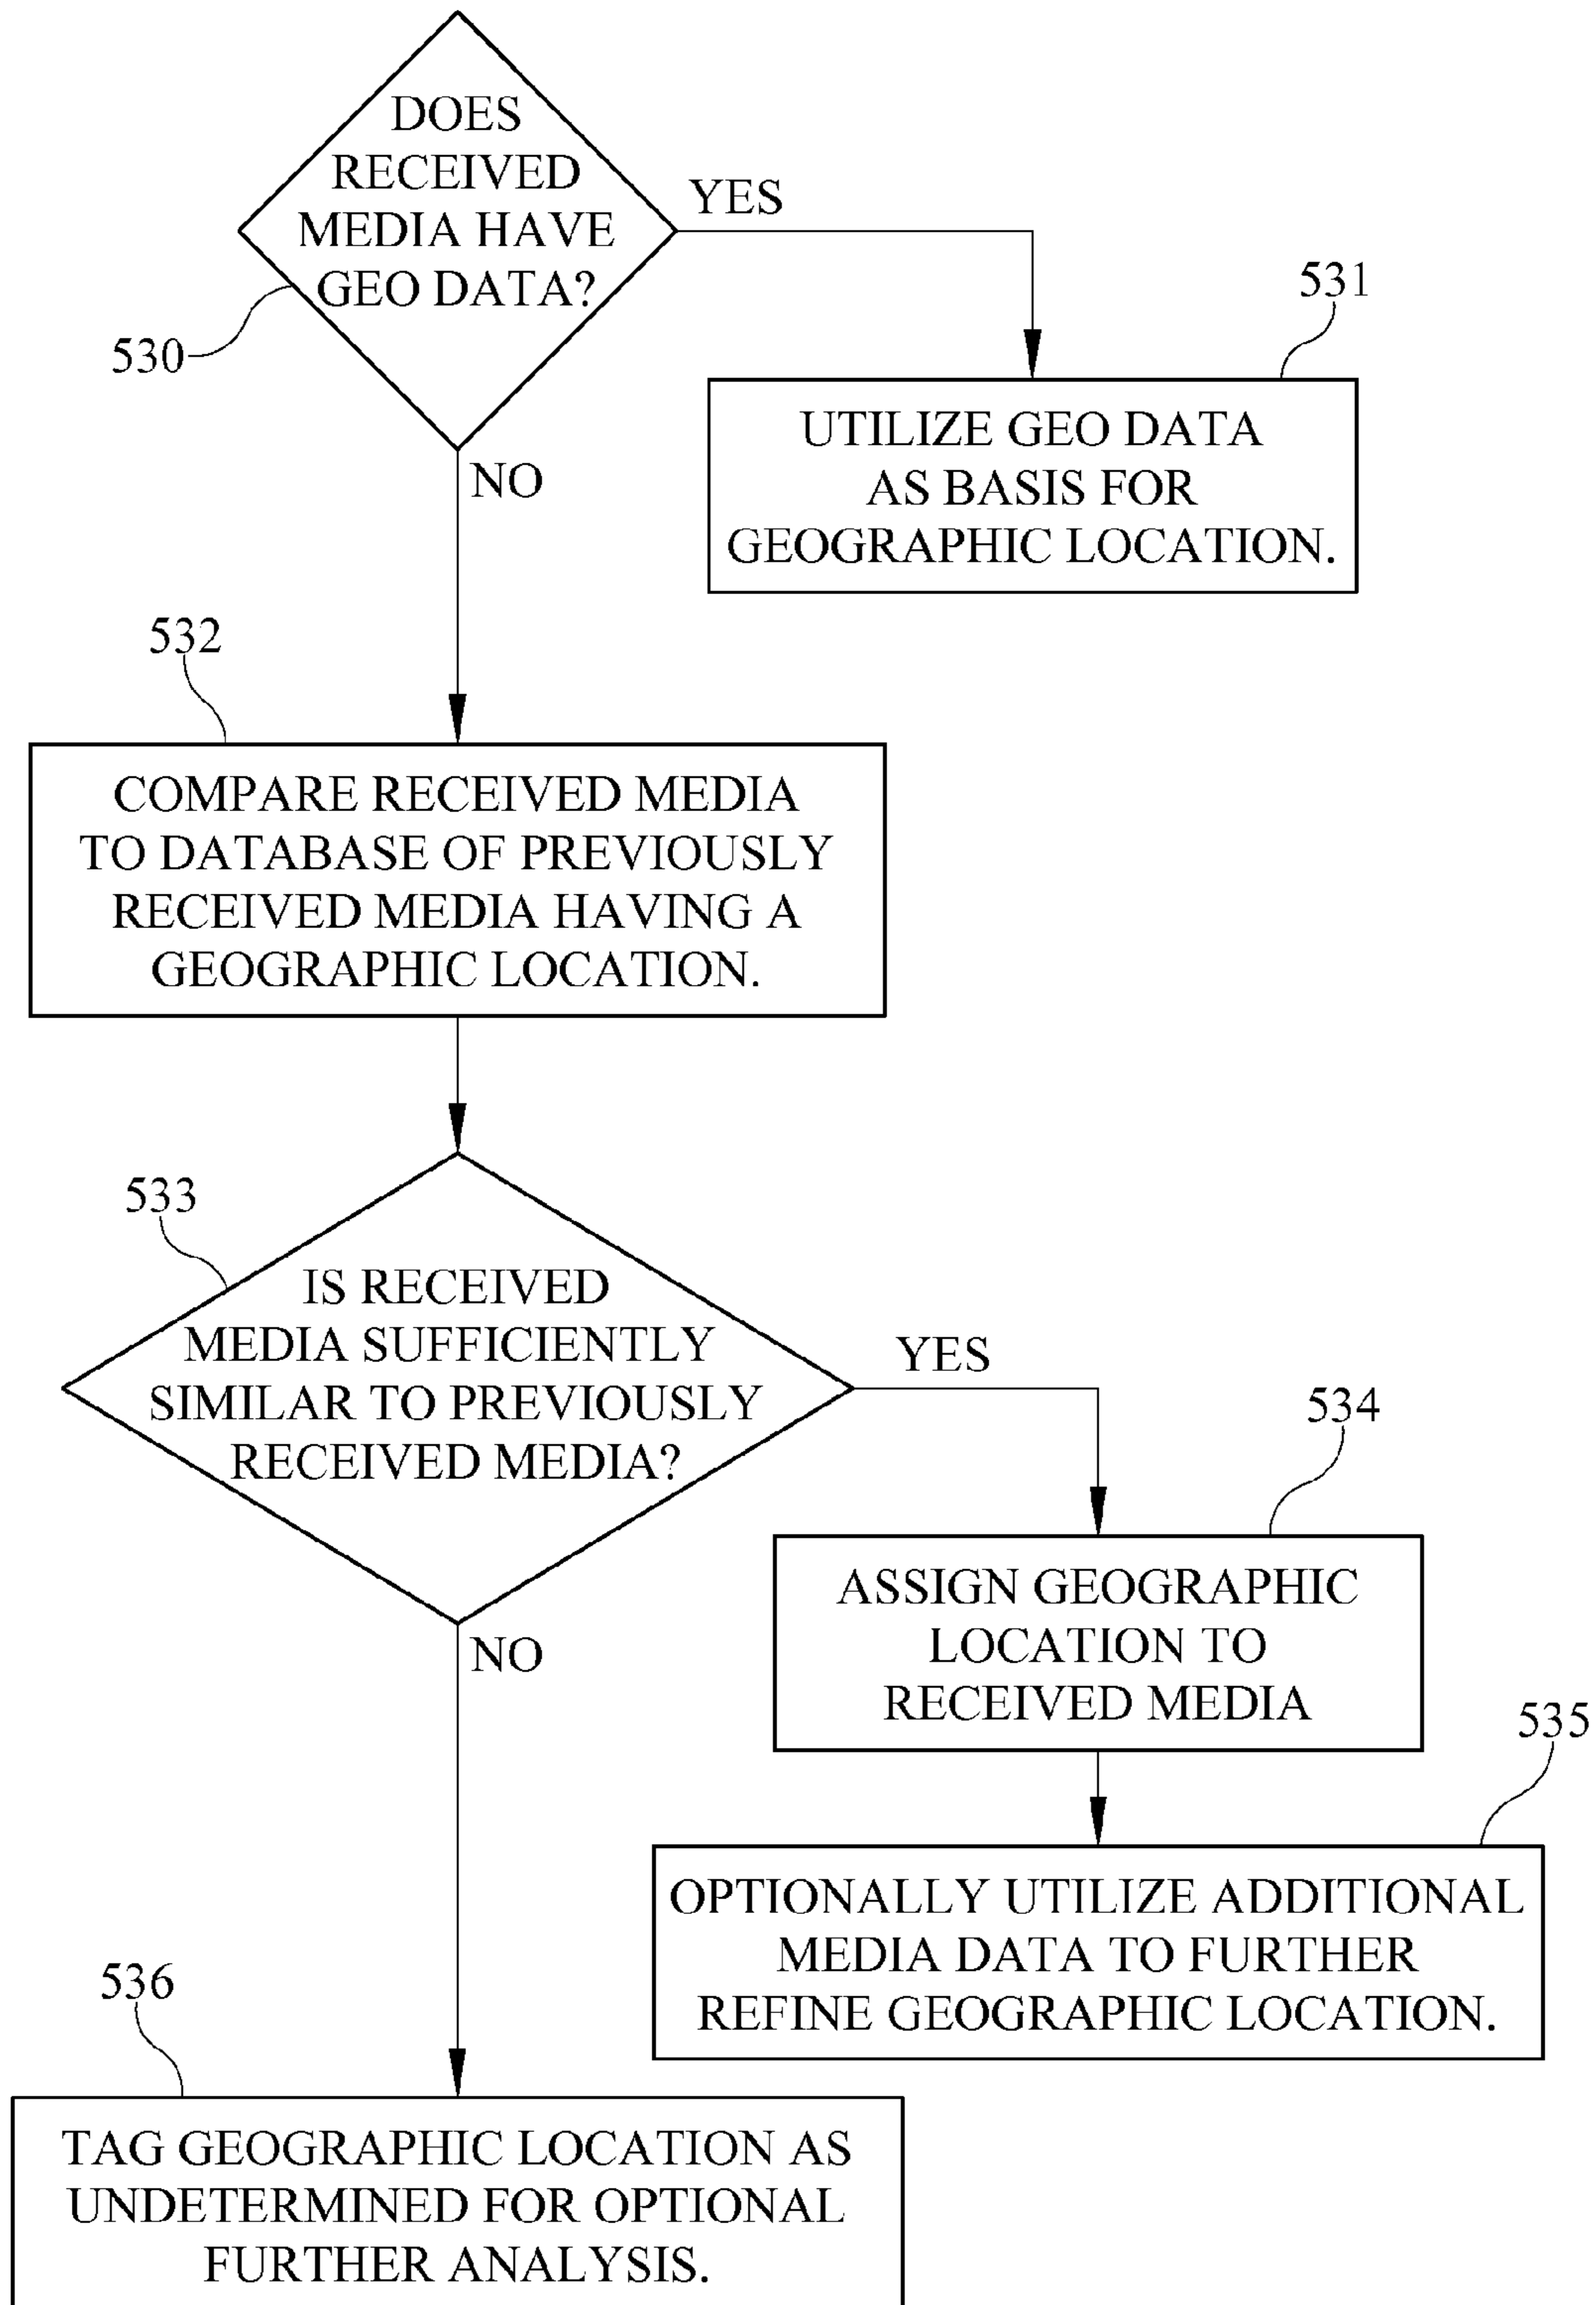 DOES
RECEIVED
MEDIA HAVE
GEO DATA?
530
YES
NO
531
UTILIZE GEO DATA
AS BASIS FOR
GEOGRAPHIC LOCATION.
532
COMPARE RECEIVED MEDIA
TO DATABASE OF PREVIOUSLY
RECEIVED MEDIA HAVING A
GEOGRAPHIC LOCATION.
533
IS RECEIVED
MEDIA SUFFICIENTLY
SIMILAR TO PREVIOUSLY
RECEIVED MEDIA?
YES
NO
534
ASSIGN GEOGRAPHIC
LOCATION TO
RECEIVED MEDIA
535
OPTIONALLY UTILIZE ADDITIONAL
MEDIA DATA TO FURTHER
REFINE GEOGRAPHIC LOCATION.
536
TAG GEOGRAPHIC LOCATION AS
UNDETERMINED FOR OPTIONAL
FURTHER ANALYSIS.